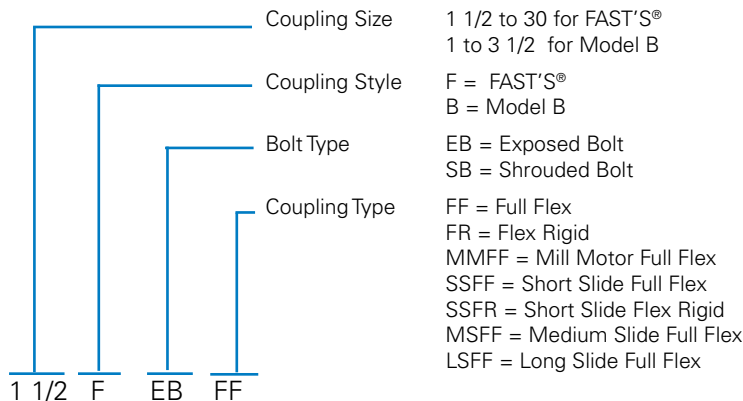 Coupling Size 1 1/2 to 30 for FAST'S®
1 to 3 1/2 for Model B
Coupling Style F = FAST'S®
B = Model B
Bolt Type EB = Exposed Bolt
SB = Shrouded Bolt
Coupling Type FF = Full Flex
FR = Flex Rigid
MMFF = Mill Motor Full Flex
SSFF = Short Slide Full Flex
SSFR = Short Slide Flex Rigid
MSFF = Medium Slide Full Flex
LSFF = Long Slide Full Flex
1 1/2 F EB FF